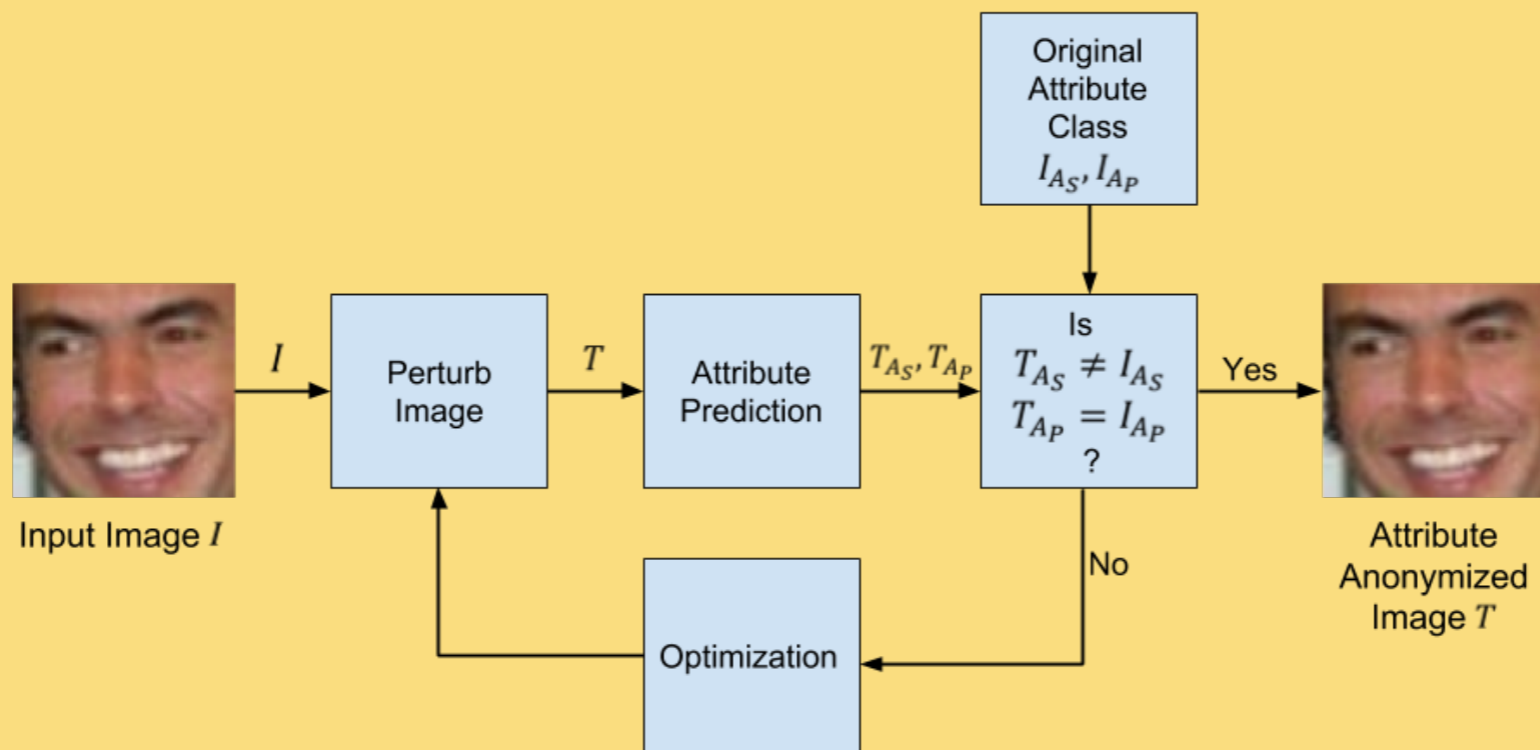 Original
Attribute
Class
I_{A_S}, I_{A_P}
I
Perturb
Image
T
Attribute
Prediction
T_{A_S}, T_{A_P}
Is
T_{A_S} ≠ I_{A_S}
T_{A_P} = I_{A_P}
?
Yes
Input Image I
Attribute
Anonymized
Image T
No
Optimization